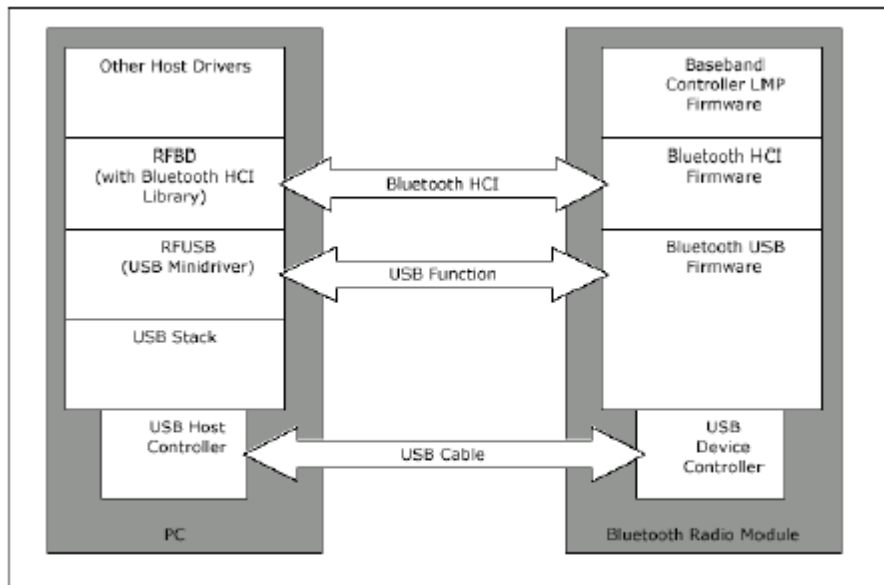 Other Host Drivers
RFBD
(with Bluetooth HCI
Library)
RFUSB
(USB Minidriver)
USB Stack
USB Host
Controller
PC
Bluetooth HCI
USB Function
USB Cable
Baseband
Controller LMP
Firmware
Bluetooth HCI
Firmware
Bluetooth USB
Firmware
USB
Device
Controller
Bluetooth Radio Module